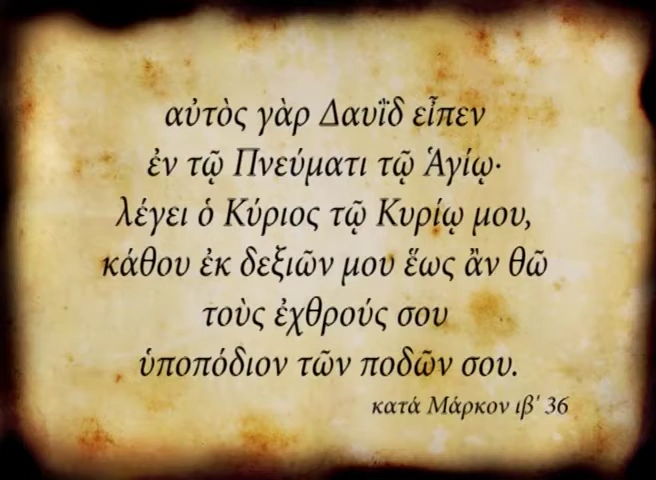 αὐτὸς γὰρ Δαυῒδ εἶπεν
ἐν τῷ Πνεύματι τῷ Ἁγίῳ·
λέγει ὁ Κύριος τῷ Κυρίῳ μου,
κάθου ἐκ δεξιῶν μου ἕως ἂν θῶ
τοὺς ἐχθρούς σου
ὑποπόδιον τῶν ποδῶν σου.
κατά Μάρκον ιβ' 36